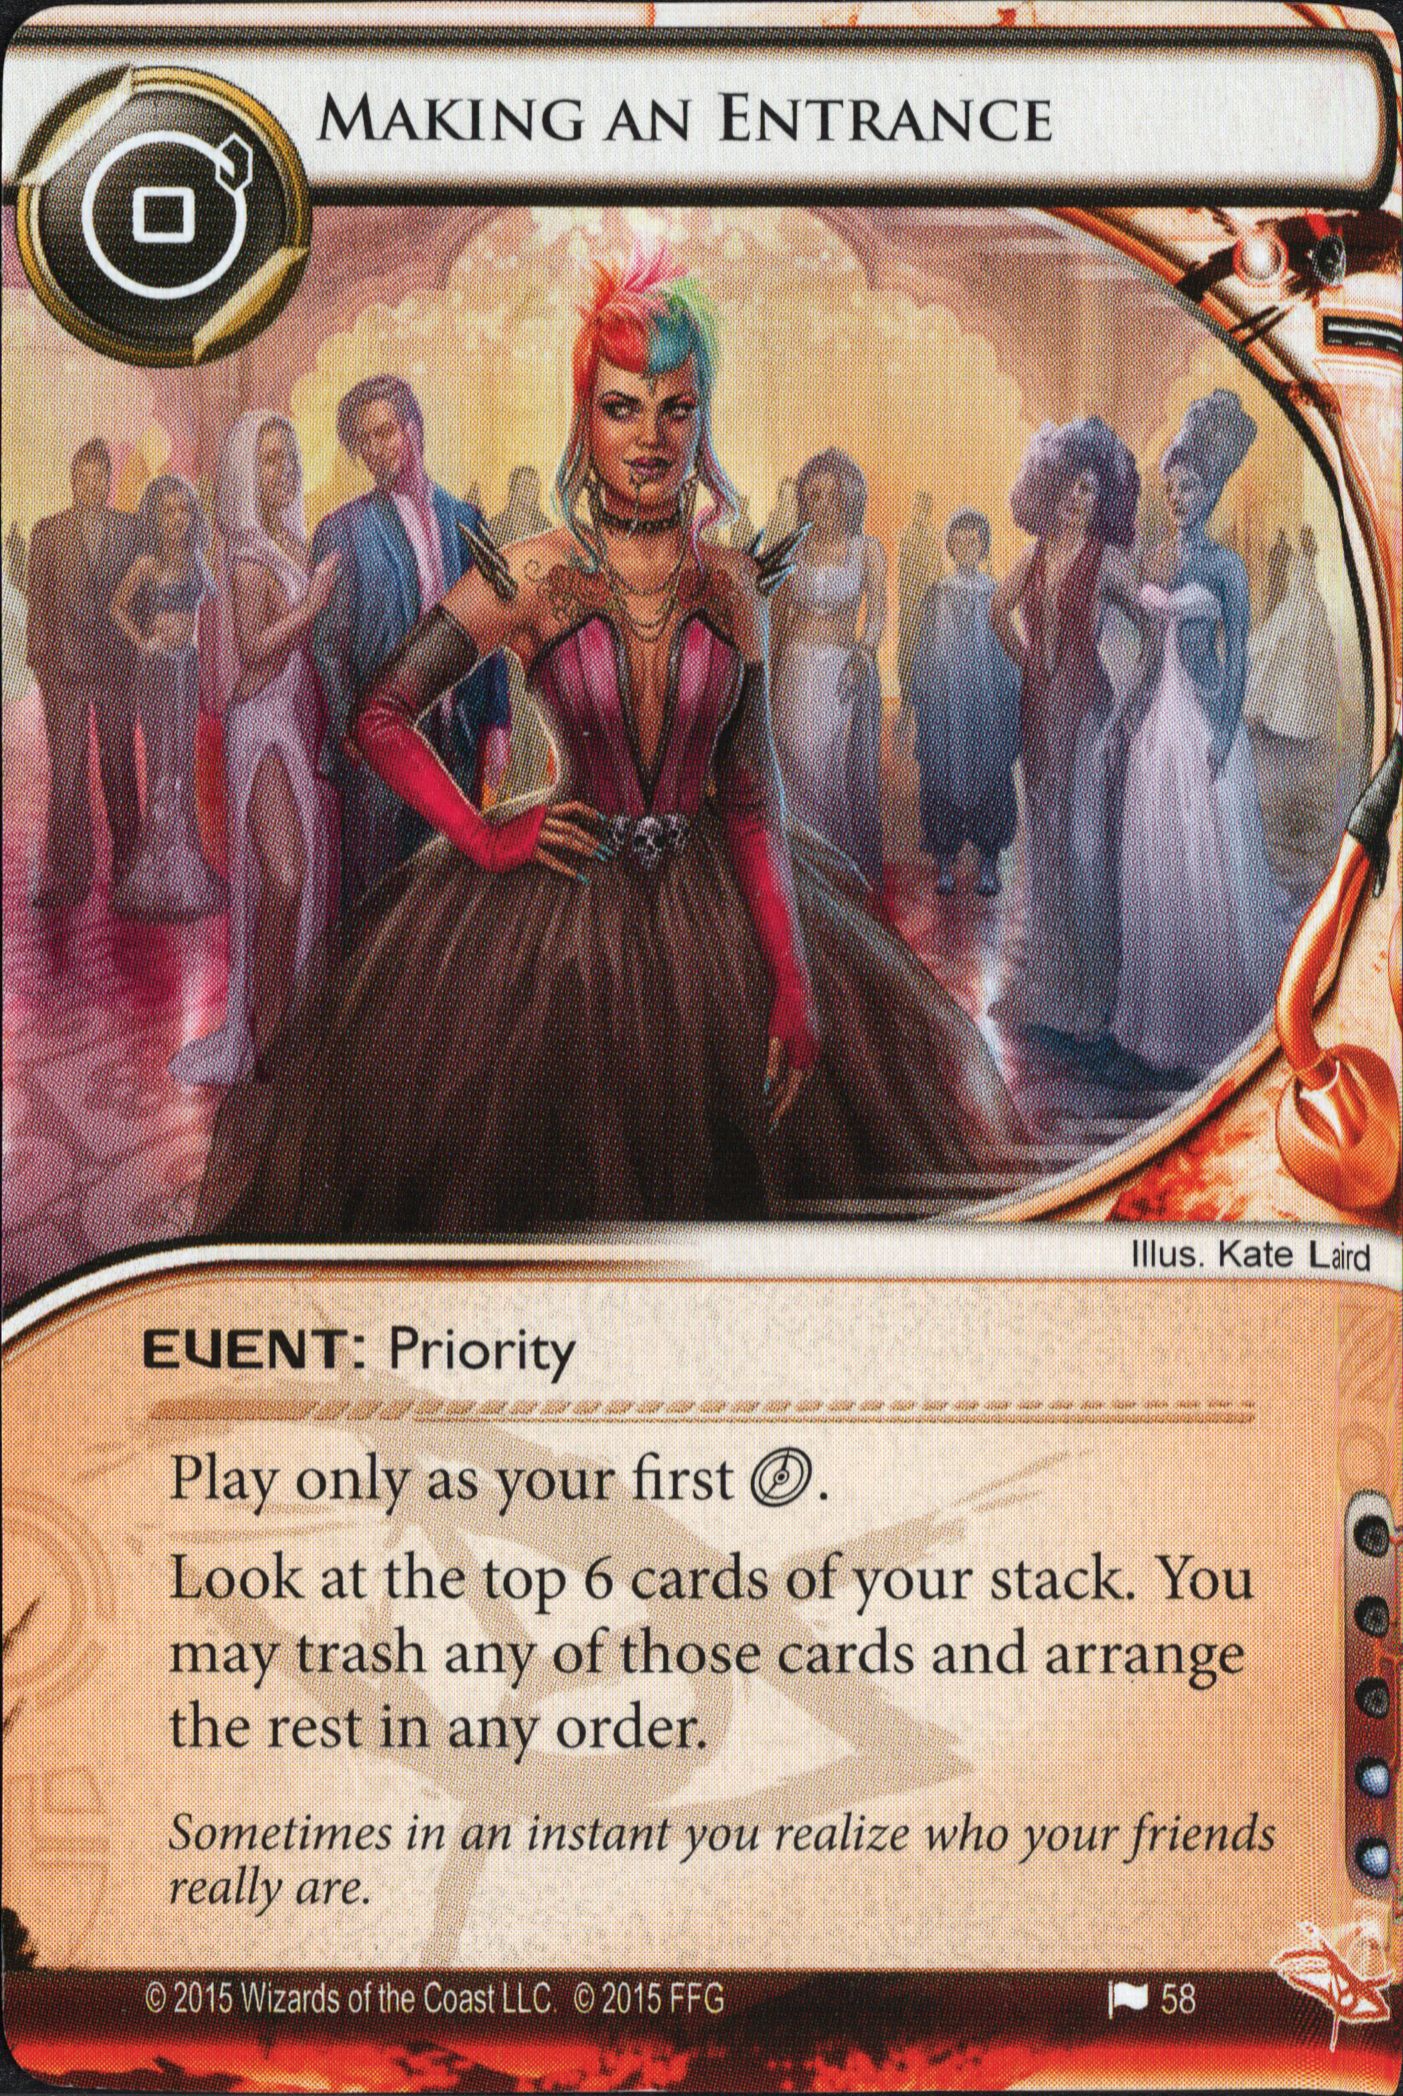 MAKING AN ENTRANCE
Illus. Kate Laird
EVENT: Priority
Play only as your first .
Look at the top 6 cards of your stack. You
may trash any of those cards and arrange
the rest in any order.
Sometimes in an instant you realize who your friends
really are.
© 2015 Wizards of the Coast LLC. © 2015 FFG
58